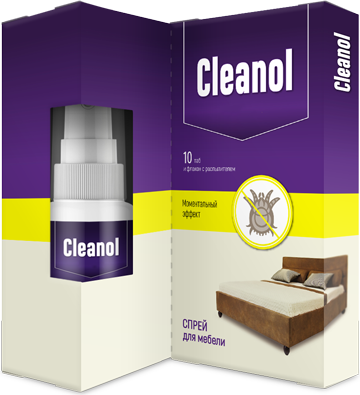 Cleanol
Cleanol
10 таб
и флакон с распылителем
Моментальный
эффект
Cleanol
СПРЕЙ
для мебели